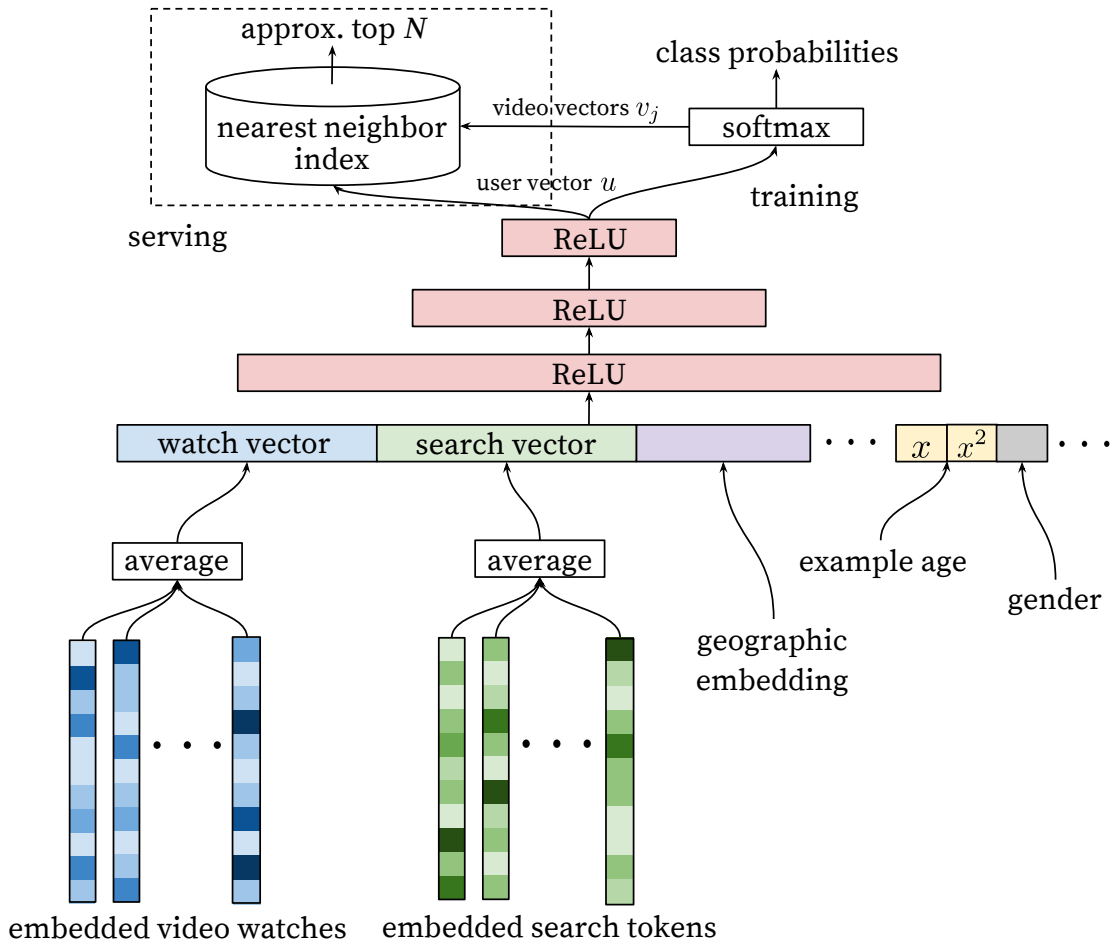 approx. top N
class probabilities
video vectors v_j
nearest neighbor
index
softmax
user vector u
training
serving
ReLU
ReLU
ReLU
watch vector
search vector
. . .
x
x²
. . .
average
average
example age
gender
geographic
embedding
. . .
. . .
embedded video watches
embedded search tokens